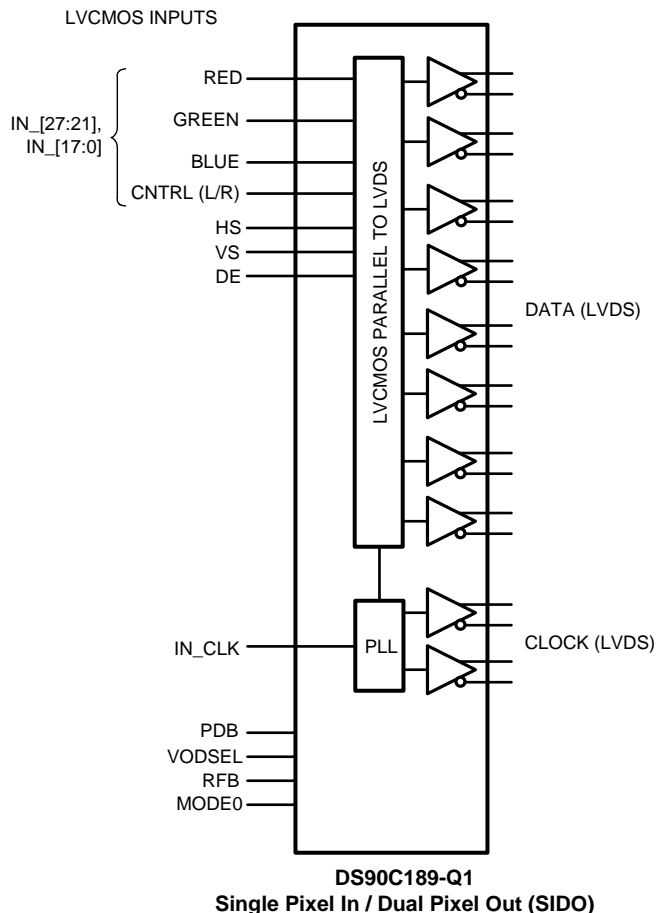 LVCMOS INPUTS
IN_[27:21],
IN_[17:0]
RED
GREEN
BLUE
CNTRL (L/R)
HS
VS
DE
LVCMOS PARALLEL TO LVDS
DATA (LVDS)
IN_CLK
PLL
CLOCK (LVDS)
PDB
VODSEL
RFB
MODE0
DS90C189-Q1
Single Pixel In / Dual Pixel Out (SIDO)